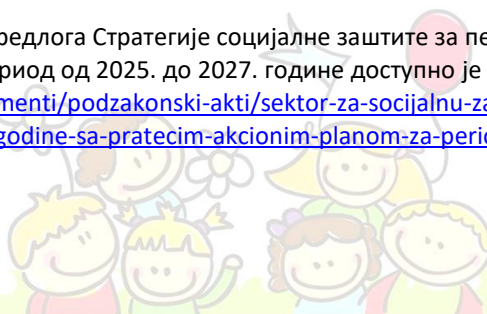 редлога Стратегије социјалне заштите за пе
риод од 2025. до 2027. године доступно је
menti/podzakonski-akti/sektor-za-socijalnu-za
godine-sa-pratecim-akcionim-planom-za-peric